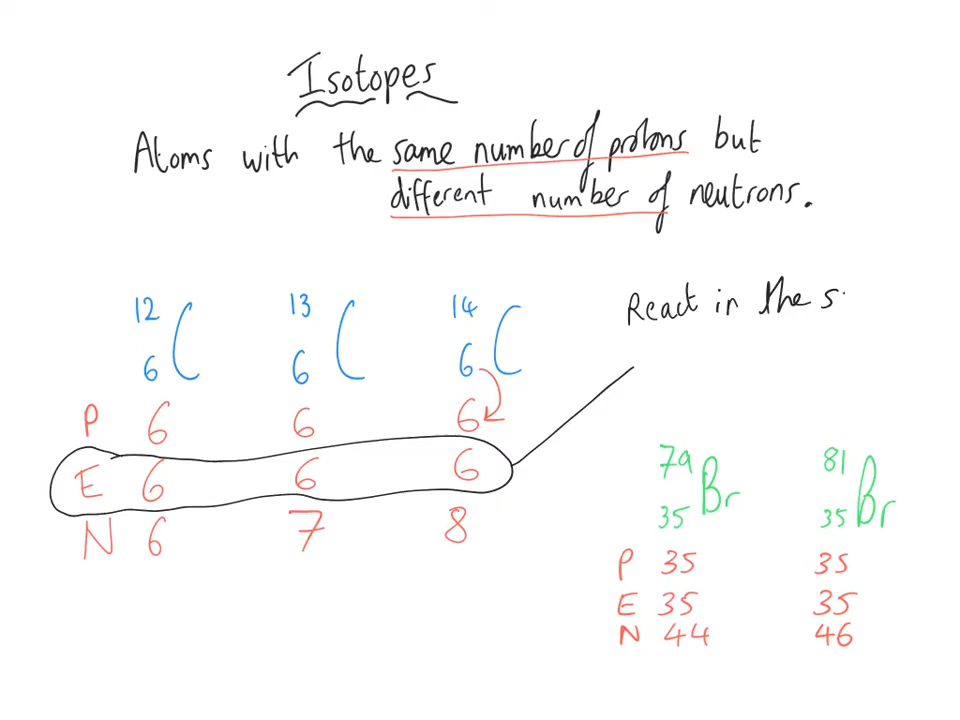 Isotopes
Atoms with the same number of protons but
different number of neutrons.
React in the s
12 13 14
C C C
6 6 6
P 6 6 6
E 6 6 6
N 6 7 8
79 81
Br Br
35 35
P 35 35
E 35 35
N 44 46